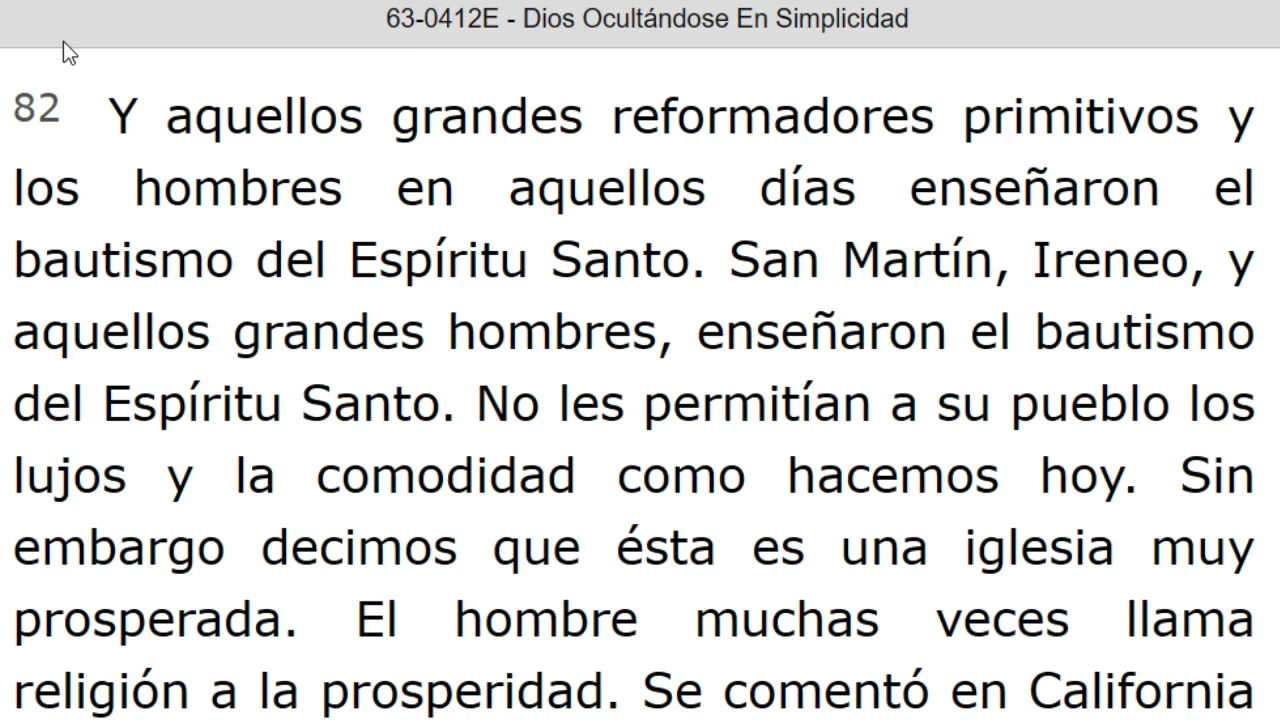 63-0412E - Dios Ocultándose En Simplicidad
82 Y aquellos grandes reformadores primitivos y
los hombres en aquellos días enseñaron el
bautismo del Espíritu Santo. San Martín, Ireneo, y
aquellos grandes hombres, enseñaron el bautismo
del Espíritu Santo. No les permitían a su pueblo los
lujos y la comodidad como hacemos hoy. Sin
embargo decimos que ésta es una iglesia muy
prosperada. El hombre muchas veces llama
religión a la prosperidad. Se comentó en California